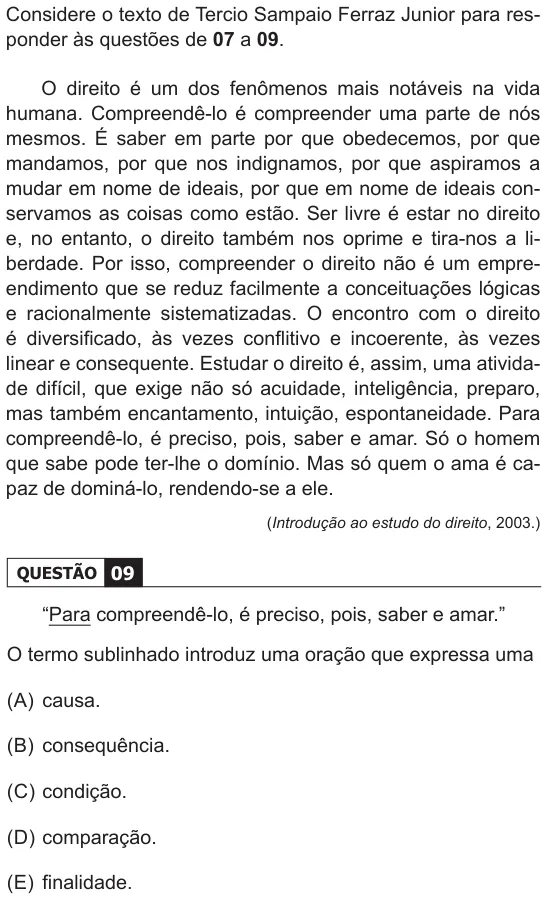 Considere o texto de Tercio Sampaio Ferraz Junior para res-
ponder às questões de 07 a 09.
O direito é um dos fenômenos mais notáveis na vida
humana. Compreendê-lo é compreender uma parte de nós
mesmos. É saber em parte por que obedecemos, por que
mandamos, por que nos indignamos, por que aspiramos a
mudar em nome de ideais, por que em nome de ideais con-
servamos as coisas como estão. Ser livre é estar no direito
e, no entanto, o direito também nos oprime e tira-nos a li-
berdade. Por isso, compreender o direito não é um empre-
endimento que se reduz facilmente a conceituações lógicas
e racionalmente sistematizadas. O encontro com o direito
é diversificado, às vezes conflitivo e incoerente, às vezes
linear e consequente. Estudar o direito é, assim, uma ativida-
de difícil, que exige não só acuidade, inteligência, preparo,
mas também encantamento, intuição, espontaneidade. Para
compreendê-lo, é preciso, pois, saber e amar. Só o homem
que sabe pode ter-lhe o domínio. Mas só quem o ama é ca-
paz de dominá-lo, rendendo-se a ele.
(Introdução ao estudo do direito, 2003.)
QUESTÃO 09
“Para compreendê-lo, é preciso, pois, saber e amar.”
O termo sublinhado introduz uma oração que expressa uma
(A) causa.
(B) consequência.
(C) condição.
(D) comparação.
(E) finalidade.